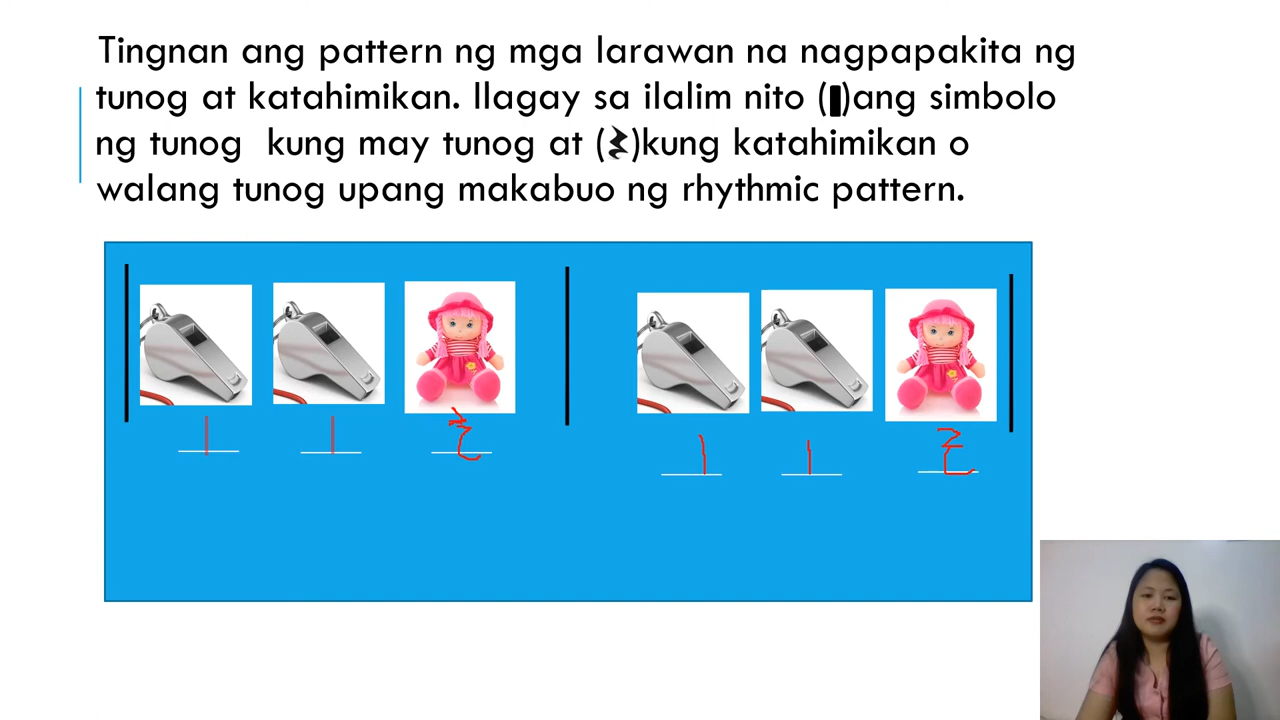 Tingnan ang pattern ng mga larawan na nagpapakita ng
tunog at katahimikan. Ilagay sa ilalim nito (▮)ang simbolo
ng tunog kung may tunog at (𝄽)kung katahimikan o
walang tunog upang makabuo ng rhythmic pattern.
| | 𝄽 | | 𝄽